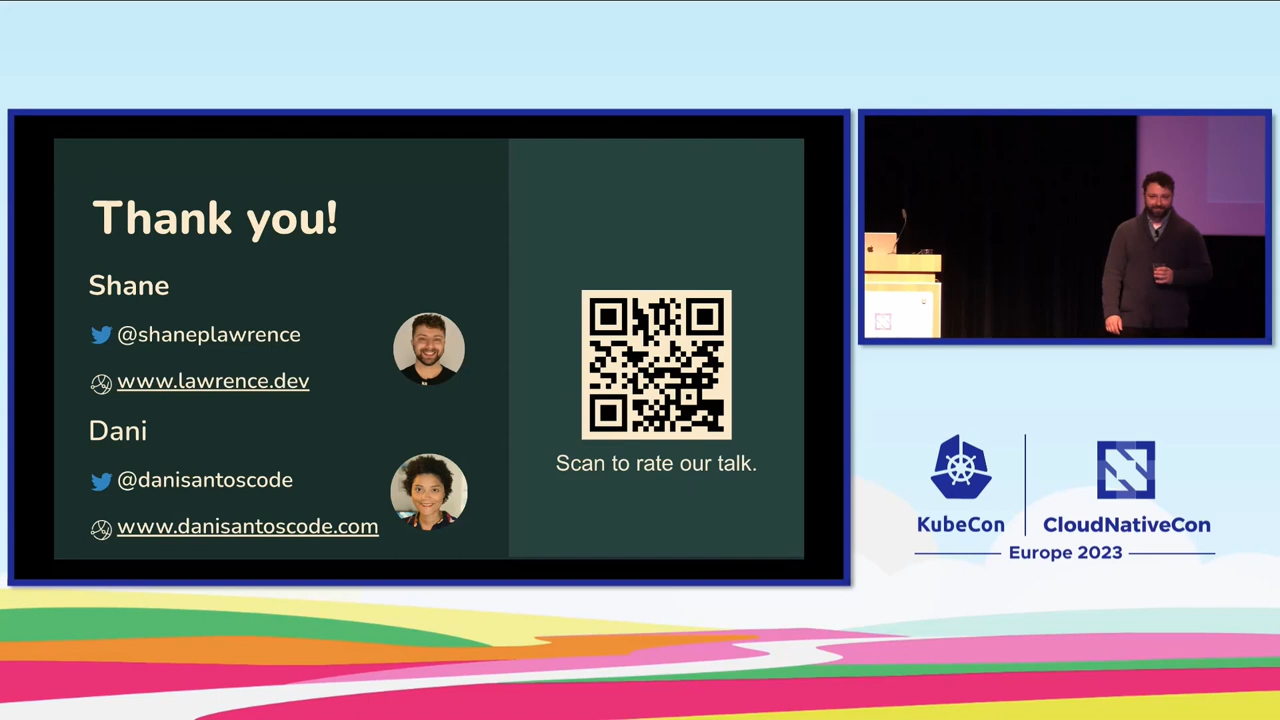 Thank you!
Shane
@shaneplawrence
www.lawrence.dev
Dani
@danisantoscode
www.danisantoscode.com
Scan to rate our talk.
KubeCon
CloudNativeCon
Europe 2023